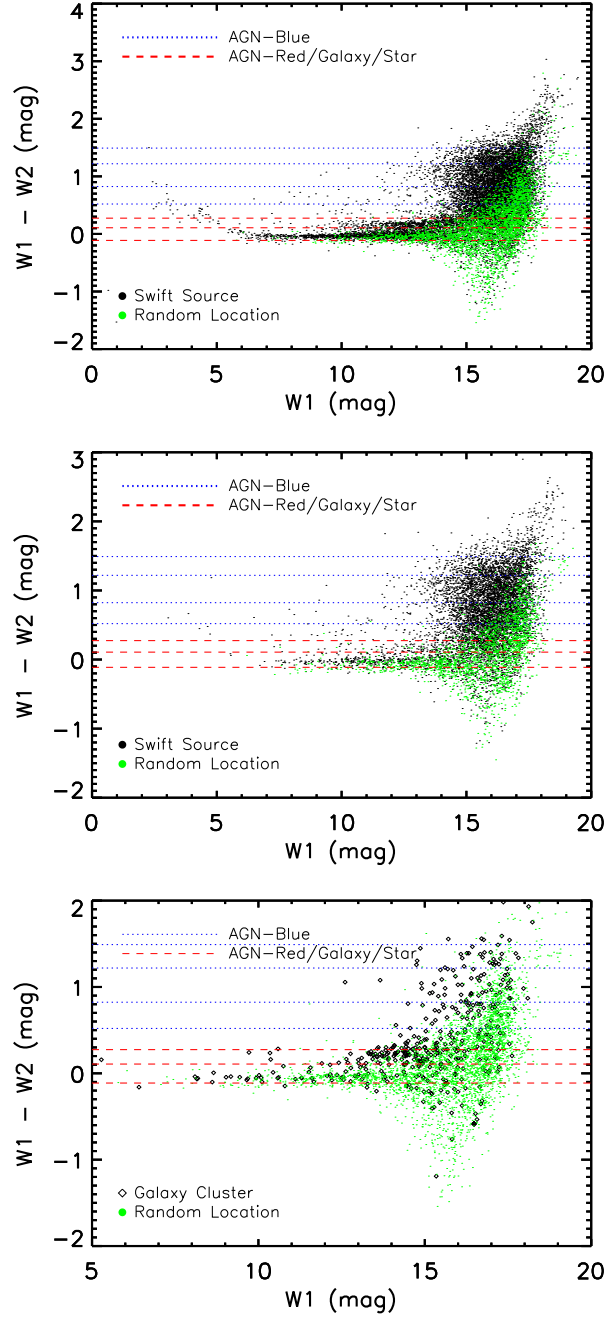 4
3
2
1
0
−1
−2
W1 − W2 (mag)
AGN−Blue
AGN−Red/Galaxy/Star
Swift Source
Random Location
0 5 10 15 20
W1 (mag)
3
2
1
0
−1
−2
W1 − W2 (mag)
AGN−Blue
AGN−Red/Galaxy/Star
Swift Source
Random Location
0 5 10 15 20
W1 (mag)
2
1
0
−1
−2
W1 − W2 (mag)
AGN−Blue
AGN−Red/Galaxy/Star
Galaxy Cluster
Random Location
5 10 15 20
W1 (mag)